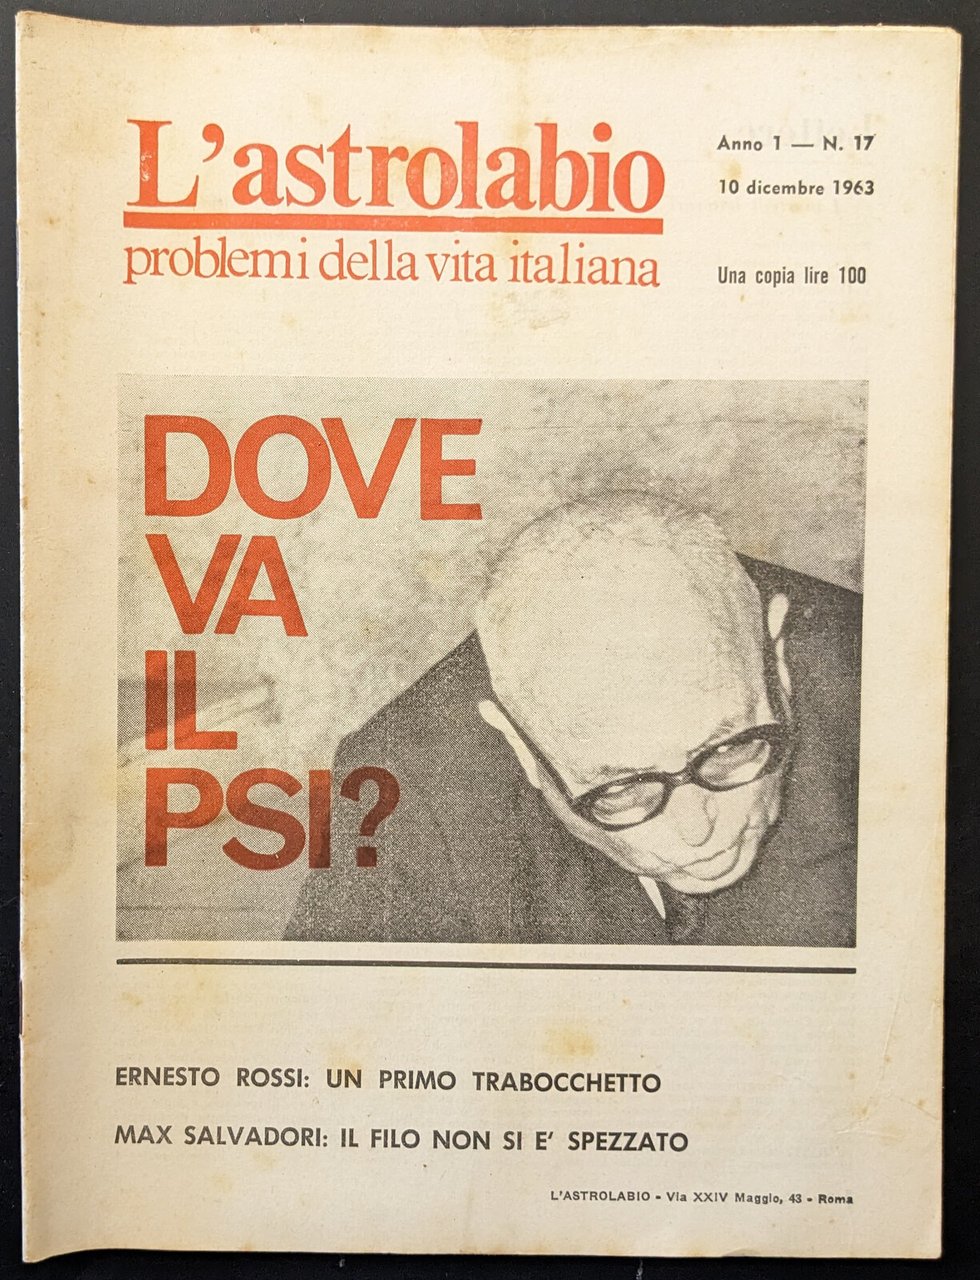 L'astrolabio
problemi della vita italiana
Anno 1 — N. 17
10 dicembre 1963
Una copia lire 100
DOVE
VA
IL
PSI?
ERNESTO ROSSI: UN PRIMO TRABOCCHETTO
MAX SALVADORI: IL FILO NON SI E' SPEZZATO
L'ASTROLABIO - Via XXIV Maggio, 43 - Roma